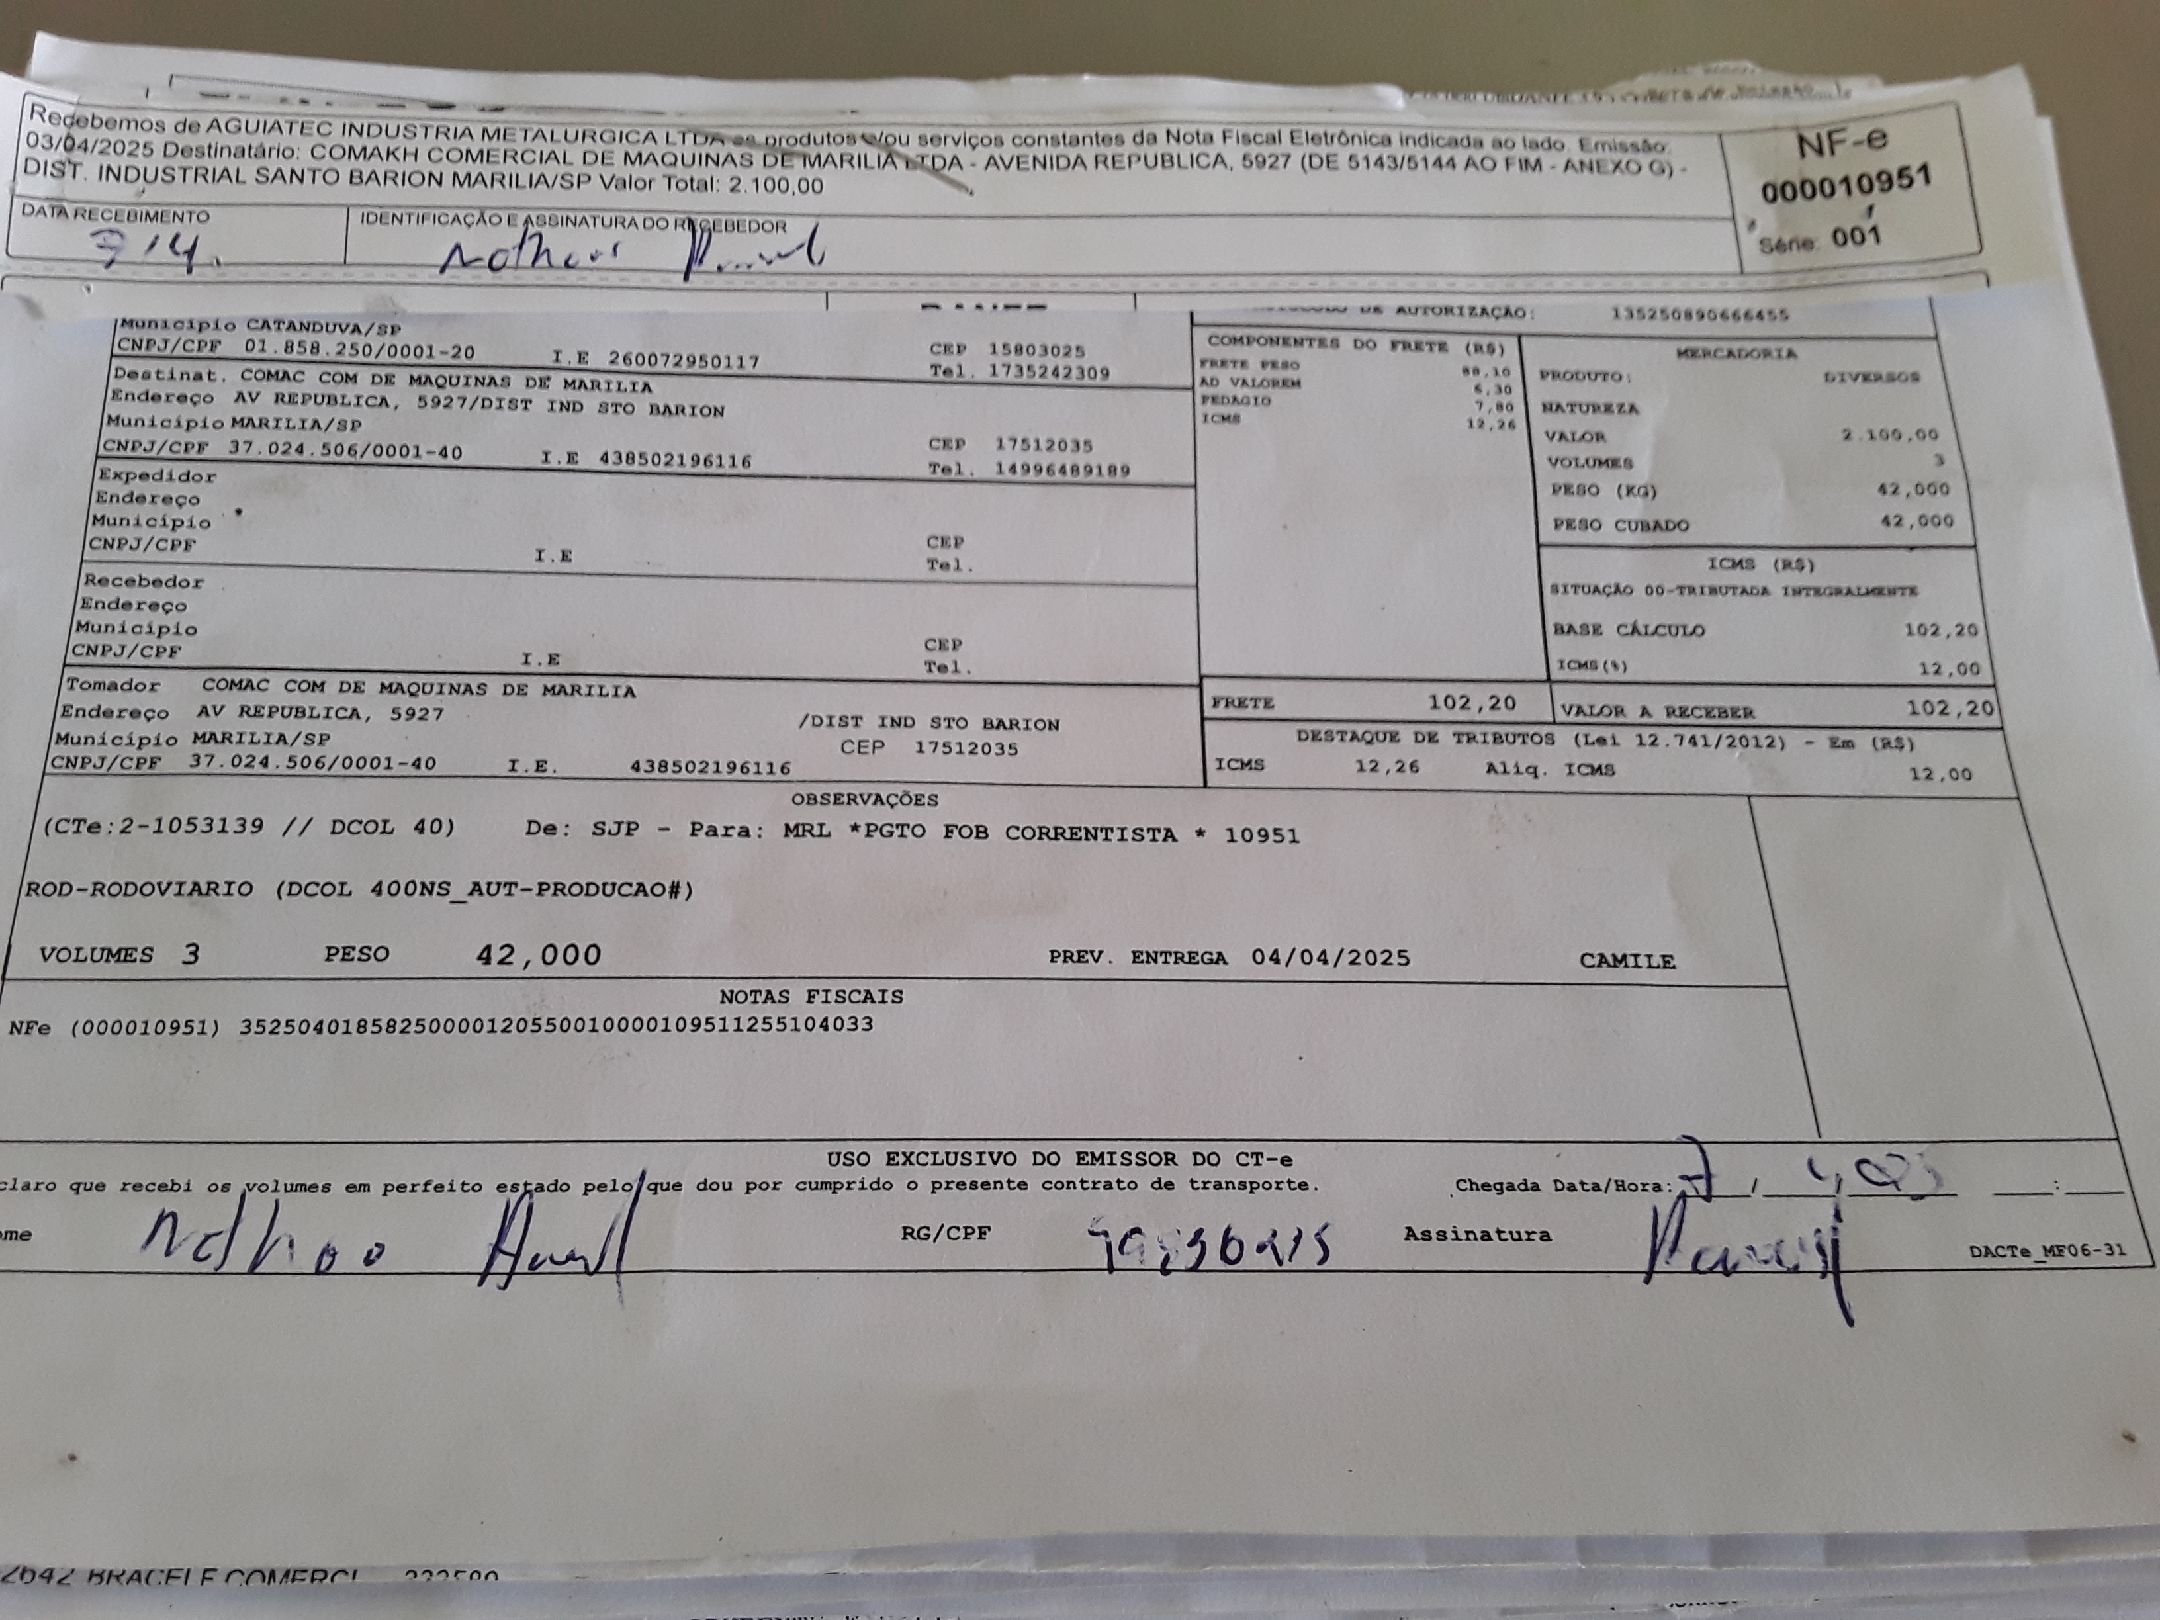 Recebemos de AGUIATEC INDUSTRIA METALURGICA LTDA os produtos e/ou serviços constantes da Nota Fiscal Eletrônica indicada ao lado. Emissão:
03/04/2025 Destinatário: COMAKH COMERCIAL DE MAQUINAS DE MARILIA LTDA - AVENIDA REPUBLICA, 5927 (DE 5143/5144 AO FIM - ANEXO G) -
DIST. INDUSTRIAL SANTO BARION MARILIA/SP Valor Total: 2.100,00
NF-e
000010951
Série: 001
DATA RECEBIMENTO
7/4.
IDENTIFICAÇÃO E ASSINATURA DO RECEBEDOR
Município CATANDUVA/SP
CNPJ/CPF 01.858.250/0001-20 I.E 260072950117
CEP 15803025
Tel. 1735242309
Destinat. COMAC COM DE MAQUINAS DE MARILIA
Endereço AV REPUBLICA, 5927/DIST IND STO BARION
Município MARILIA/SP
CNPJ/CPF 37.024.506/0001-40 I.E 438502196116
CEP 17512035
Tel. 14996489189
Expedidor
Endereço
Município
CNPJ/CPF I.E
CEP
Tel.
Recebedor
Endereço
Município
CNPJ/CPF I.E
CEP
Tel.
Tomador COMAC COM DE MAQUINAS DE MARILIA
Endereço AV REPUBLICA, 5927 /DIST IND STO BARION
Município MARILIA/SP CEP 17512035
CNPJ/CPF 37.024.506/0001-40 I.E. 438502196116
DE AUTORIZAÇÃO: 135250890666455
COMPONENTES DO FRETE (R$)
FRETE PESO 88,10
AD VALOREM 6,30
PEDAGIO 7,80
ICMS 12,26
MERCADORIA
PRODUTO: DIVERSOS
NATUREZA
VALOR 2.100,00
VOLUMES 3
PESO (KG) 42,000
PESO CUBADO 42,000
ICMS (R$)
SITUAÇÃO 00-TRIBUTADA INTEGRALMENTE
BASE CÁLCULO 102,20
ICMS(%) 12,00
FRETE 102,20 VALOR A RECEBER 102,20
DESTAQUE DE TRIBUTOS (Lei 12.741/2012) - Em (R$)
ICMS 12,26 Aliq. ICMS 12,00
OBSERVAÇÕES
(CTe:2-1053139 // DCOL 40) De: SJP - Para: MRL *PGTO FOB CORRENTISTA * 10951
ROD-RODOVIARIO (DCOL 400NS_AUT-PRODUCAO#)
VOLUMES 3 PESO 42,000 PREV. ENTREGA 04/04/2025 CAMILE
NOTAS FISCAIS
NFe (000010951) 35250401858250000120550010000109511255104033
USO EXCLUSIVO DO EMISSOR DO CT-e
claro que recebi os volumes em perfeito estado pelo que dou por cumprido o presente contrato de transporte. Chegada Data/Hora: 7 /
ome RG/CPF Assinatura
DACTe_MF06-31